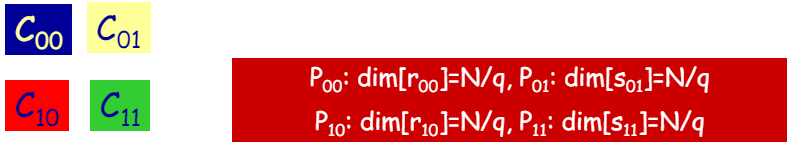 C₀₀ C₀₁
P₀₀: dim[r₀₀]=N/q, P₀₁: dim[s₀₁]=N/q
C₁₀ C₁₁
P₁₀: dim[r₁₀]=N/q, P₁₁: dim[s₁₁]=N/q